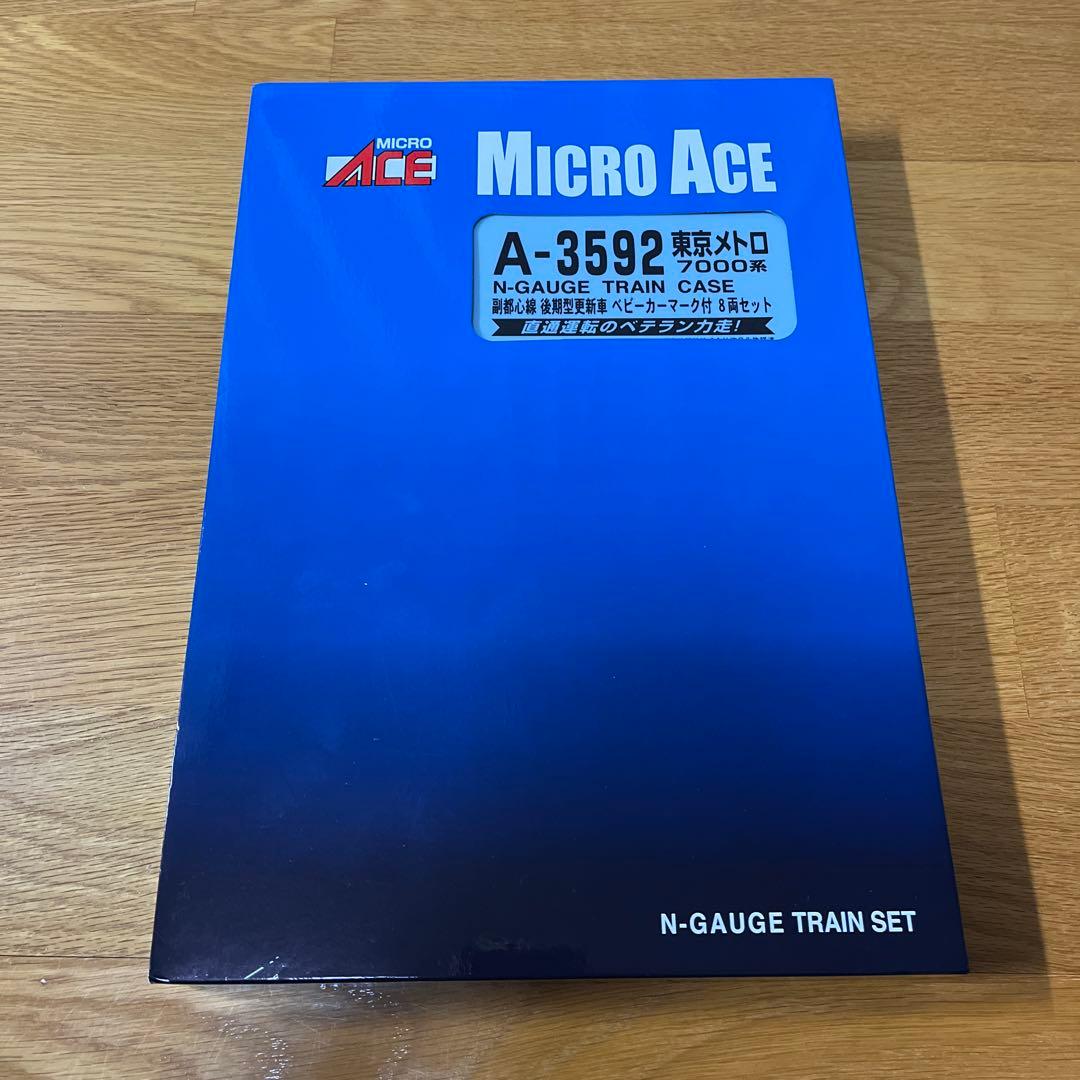 MICRO
ACE
MICRO ACE
A-3592 東京メトロ
7000系
N-GAUGE TRAIN CASE
副都心線 後期型更新車 ベビーカーマーク付 8両セット
直通運転のベテラン力走!
N-GAUGE TRAIN SET